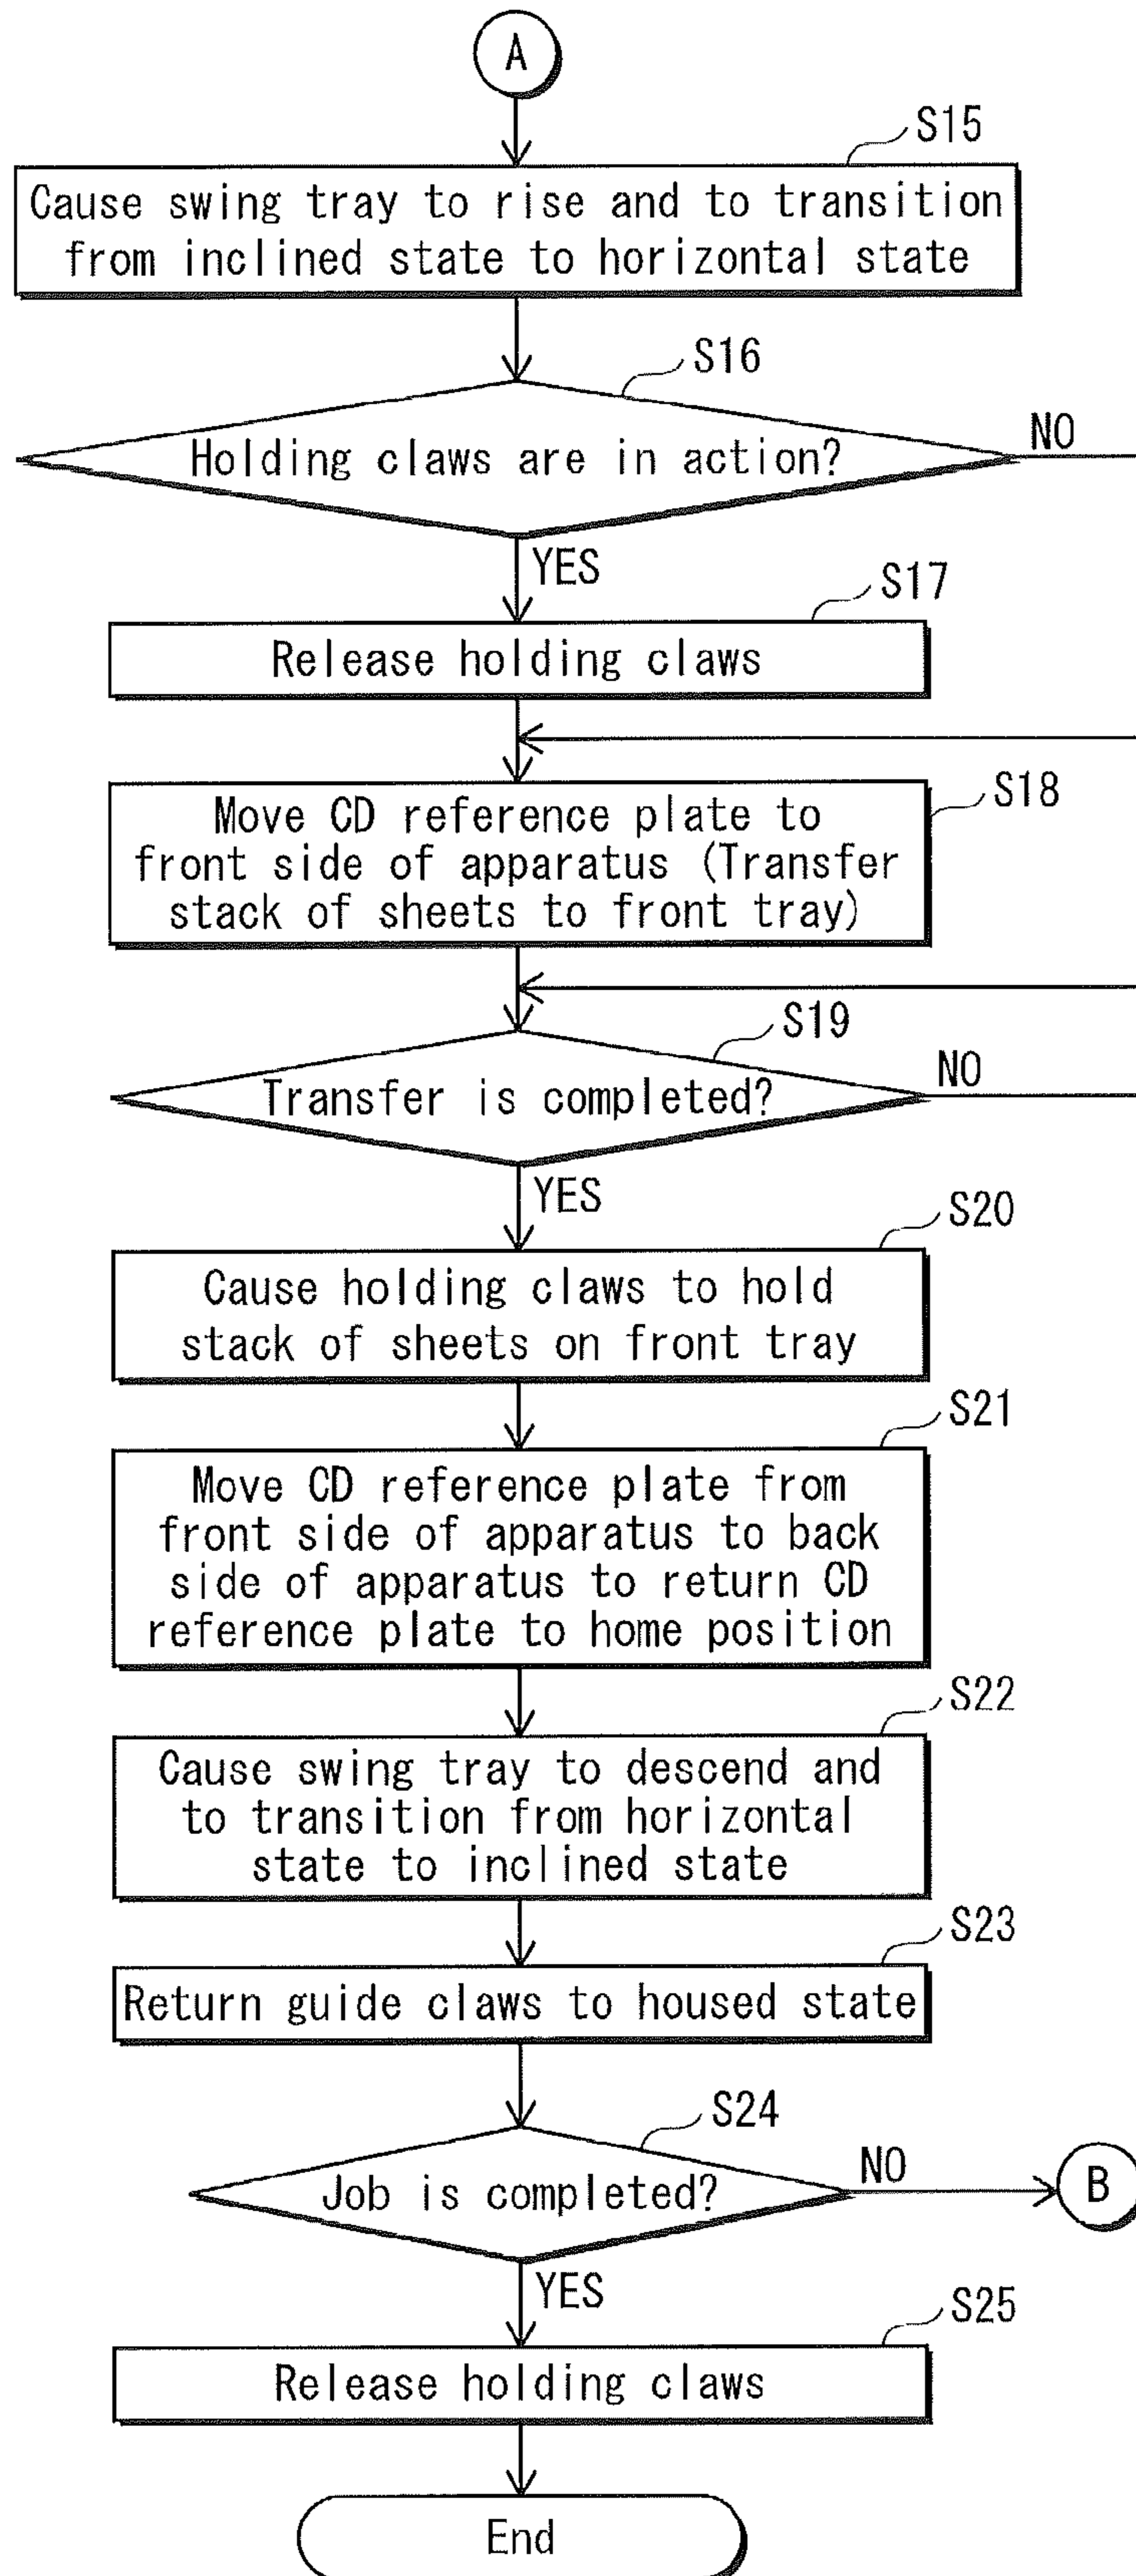 A
S15
Cause swing tray to rise and to transition
from inclined state to horizontal state
S16
Holding claws are in action?
NO
YES
S17
Release holding claws
S18
Move CD reference plate to
front side of apparatus (Transfer
stack of sheets to front tray)
S19
Transfer is completed?
NO
YES
S20
Cause holding claws to hold
stack of sheets on front tray
S21
Move CD reference plate from
front side of apparatus to back
side of apparatus to return CD
reference plate to home position
S22
Cause swing tray to descend and
to transition from horizontal
state to inclined state
S23
Return guide claws to housed state
S24
Job is completed?
NO
B
YES
S25
Release holding claws
End